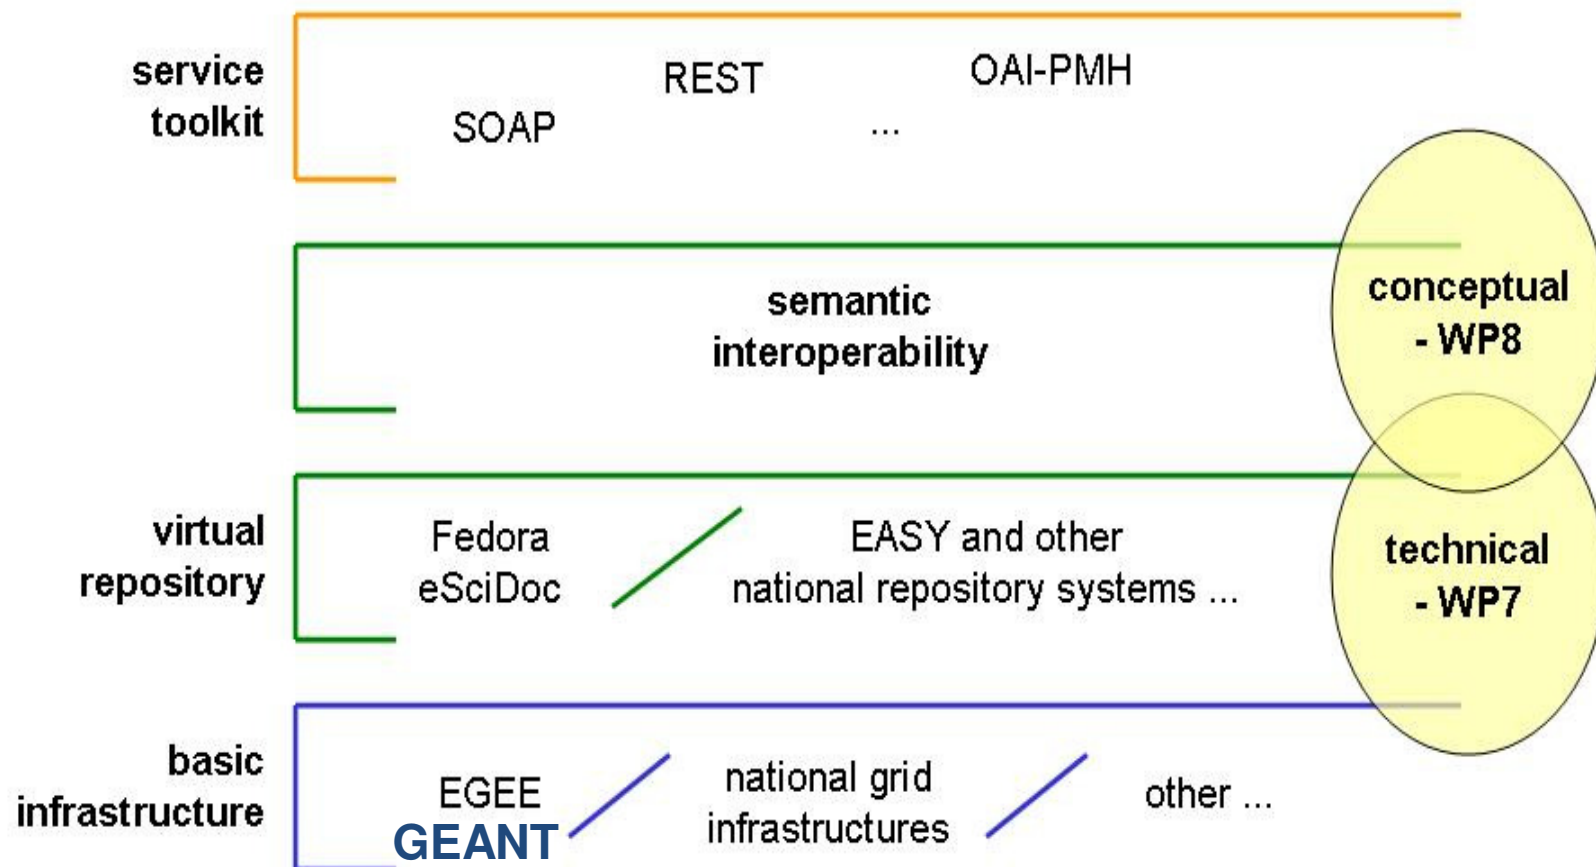 service
toolkit
REST
OAI-PMH
SOAP
...
semantic
interoperability
conceptual
- WP8
virtual
repository
Fedora
eSciDoc
EASY and other
national repository systems ...
technical
- WP7
basic
infrastructure
EGEE
GEANT
national grid
infrastructures
other ...